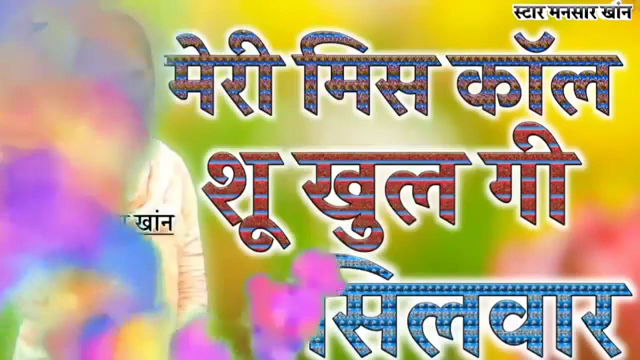 स्टार मनसार खांन
मेरी मिस कॉल
शू खुल गी
खांन
सिलवार